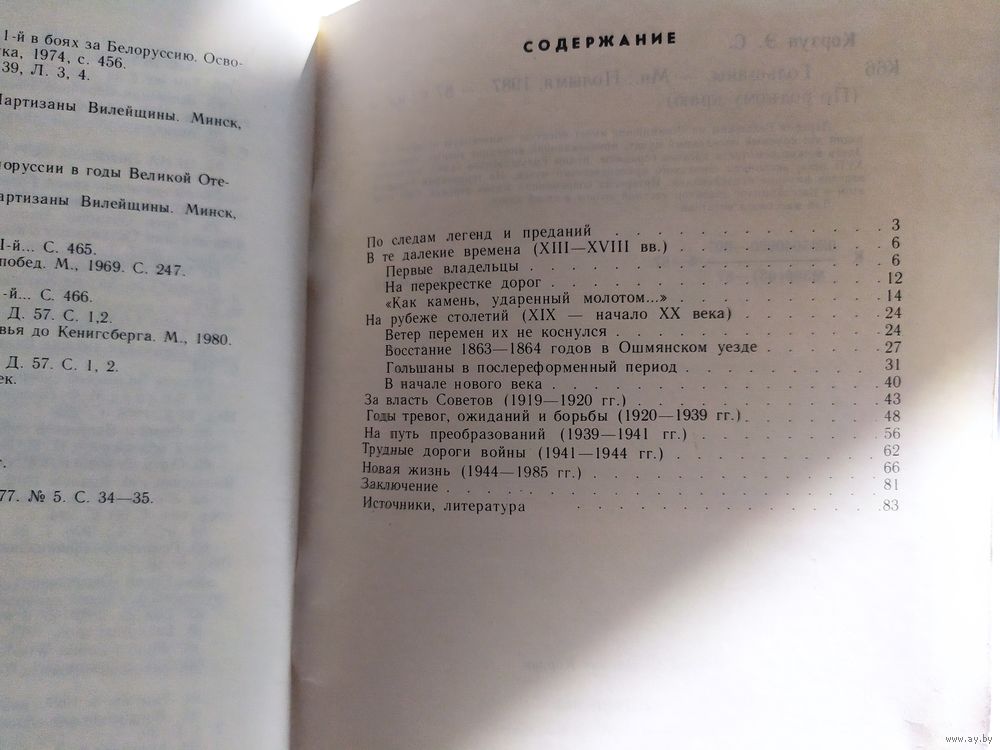 1-й в боях за Белоруссию. Осво-
ка, 1974, с. 456.
39, Л. 3, 4.
Партизаны Вилейщины. Минск,
лоруссии в годы Великой Оте-
артизаны Вилейщины. Минск,
1-й... С. 465.
побед. М., 1969. С. 247.
-й... С. 466.
Д. 57. С. 1,2.
вья до Кенигсберга. М., 1980.
Д. 57. С. 1, 2.
ек.
г.
77. № 5. С. 34—35.
СОДЕРЖАНИЕ
По следам легенд и преданий . . . . . . . . . 3
В те далекие времена (XIII—XVIII вв.) . . . . . . . 6
Первые владельцы . . . . . . . . . . . . 6
На перекрестке дорог . . . . . . . . . . . 12
«Как камень, ударенный молотом...» . . . . . . . 14
На рубеже столетий (XIX — начало XX века) . . . . . 24
Ветер перемен их не коснулся . . . . . . . . . 24
Восстание 1863—1864 годов в Ошмянском уезде . . . . 27
Гольшаны в послереформенный период . . . . . . 31
В начале нового века . . . . . . . . . . . 40
За власть Советов (1919—1920 гг.) . . . . . . . . 43
Годы тревог, ожиданий и борьбы (1920—1939 гг.) . . . . 48
На путь преобразований (1939—1941 гг.) . . . . . . 56
Трудные дороги войны (1941—1944 гг.) . . . . . . . 62
Новая жизнь (1944—1985 гг.) . . . . . . . . . 66
Заключение . . . . . . . . . . . . . . 81
Источники, литература . . . . . . . . . . 83
www.ay.by